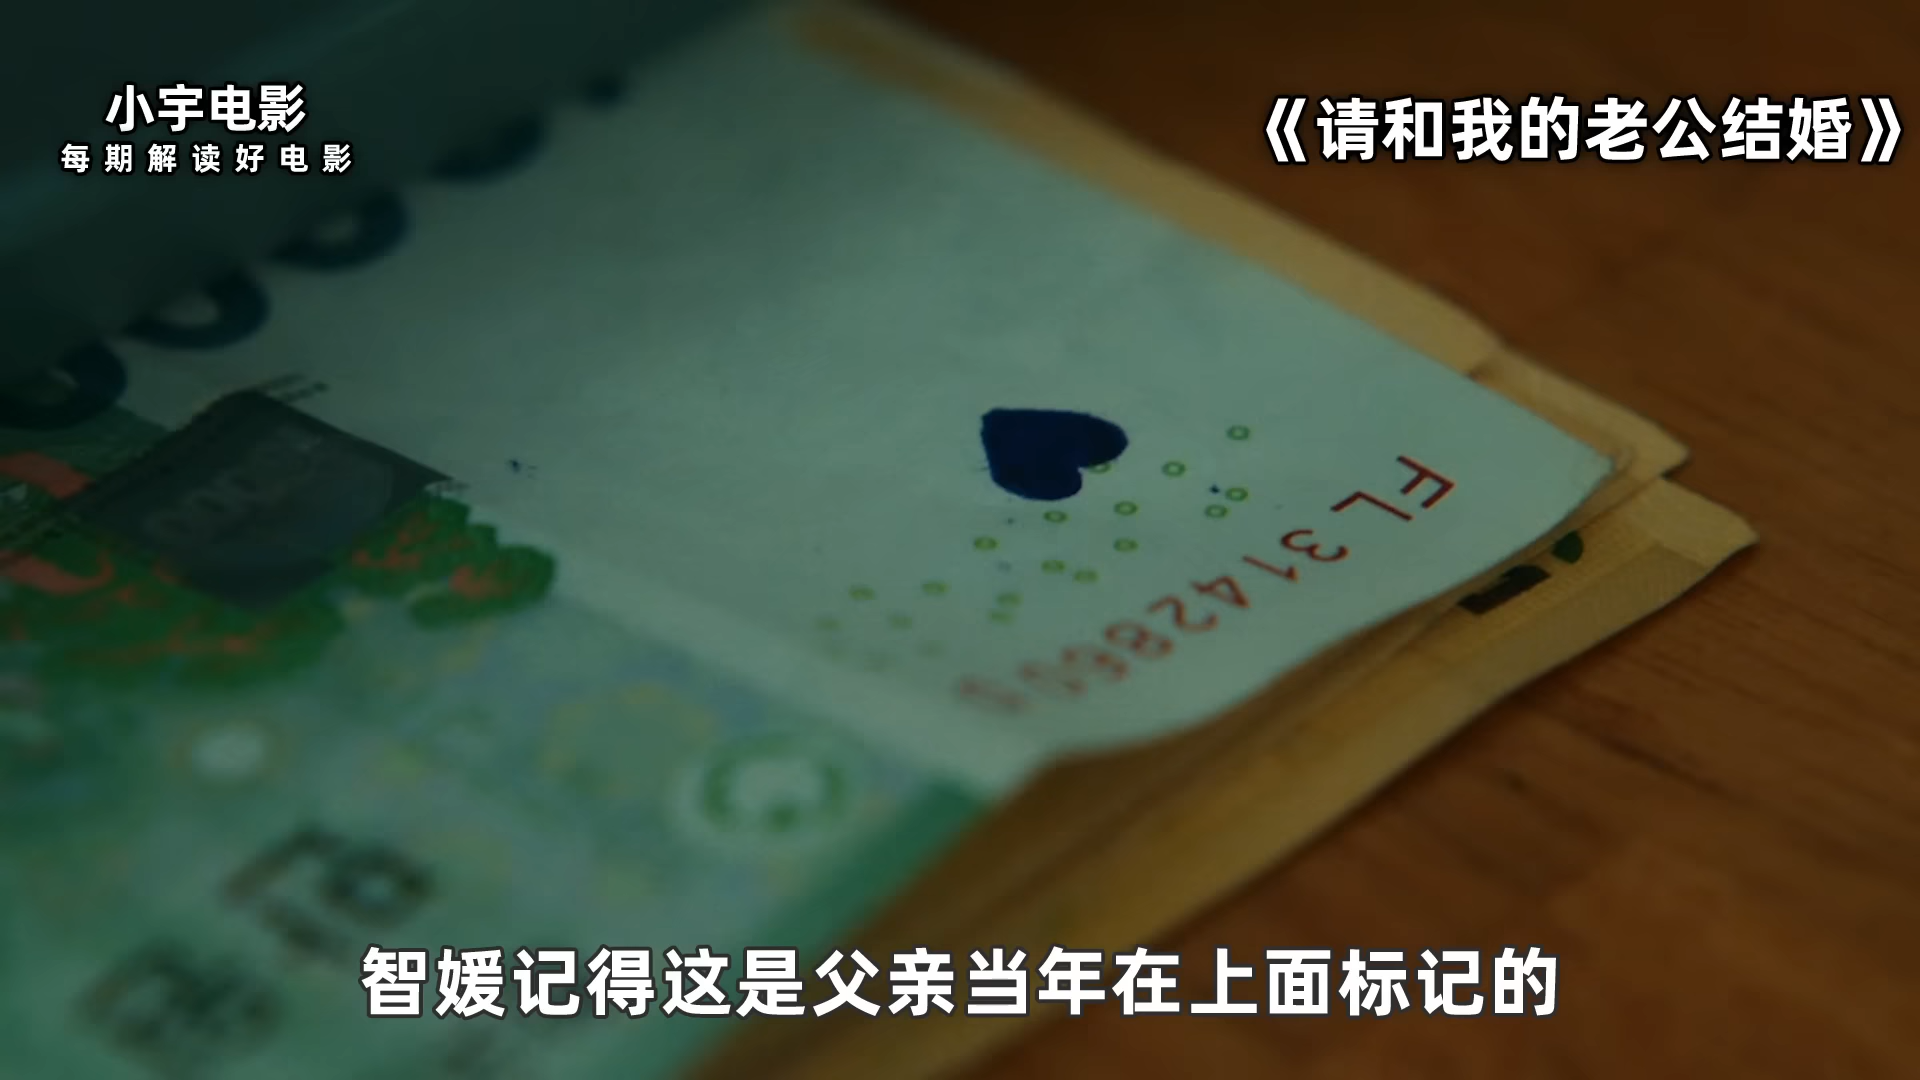 小宇电影
每期解读好电影
《请和我的老公结婚》
FL3142860
智媛记得这是父亲当年在上面标记的